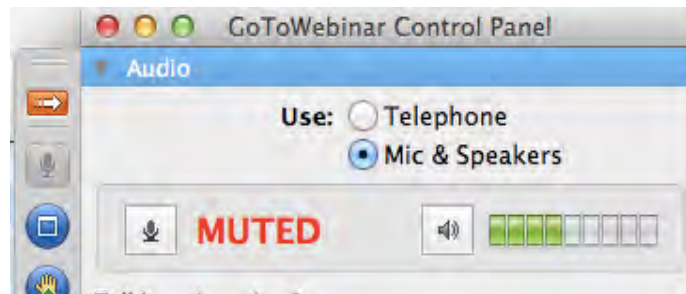 GoToWebinar Control Panel
Audio
Use: Telephone
Mic & Speakers
MUTED